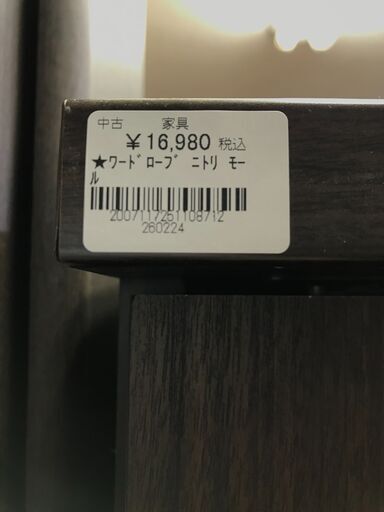 中古 家具
¥16,980 税込
★ﾜｰﾄﾞﾛｰﾌﾞ ﾆﾄﾘ ﾓｰ
ﾙ
2007117261108712
260224